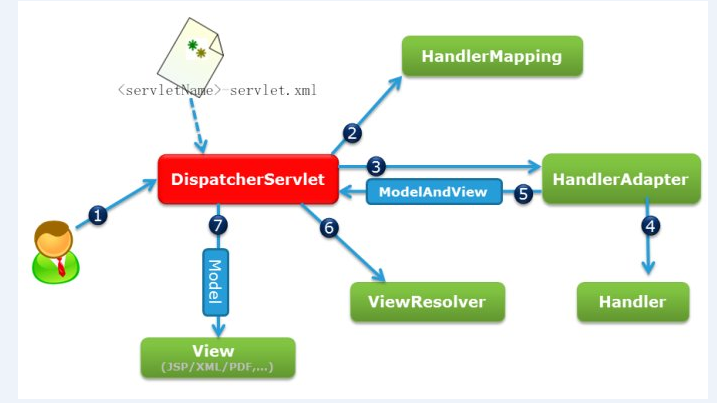 HandlerMapping
<servletName>-servlet.xml
2
3
DispatcherServlet
HandlerAdapter
ModelAndView
5
1
7
6
4
Model
ViewResolver
Handler
View
(JSP/XML/PDF,...)